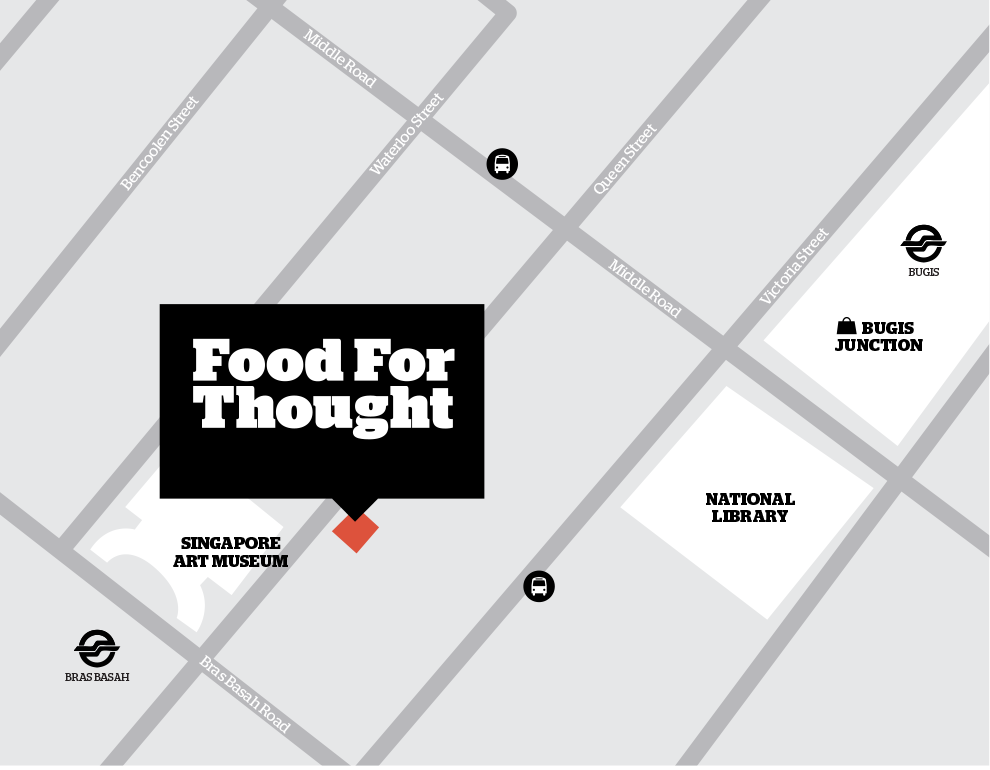 Middle Road
Bencoolen Street
Waterloo Street
Queen Street
Victoria Street
Middle Road
BUGIS
BUGIS
JUNCTION
Food For
Thought
NATIONAL
LIBRARY
SINGAPORE
ART MUSEUM
BRAS BASAH
Bras Basah Road